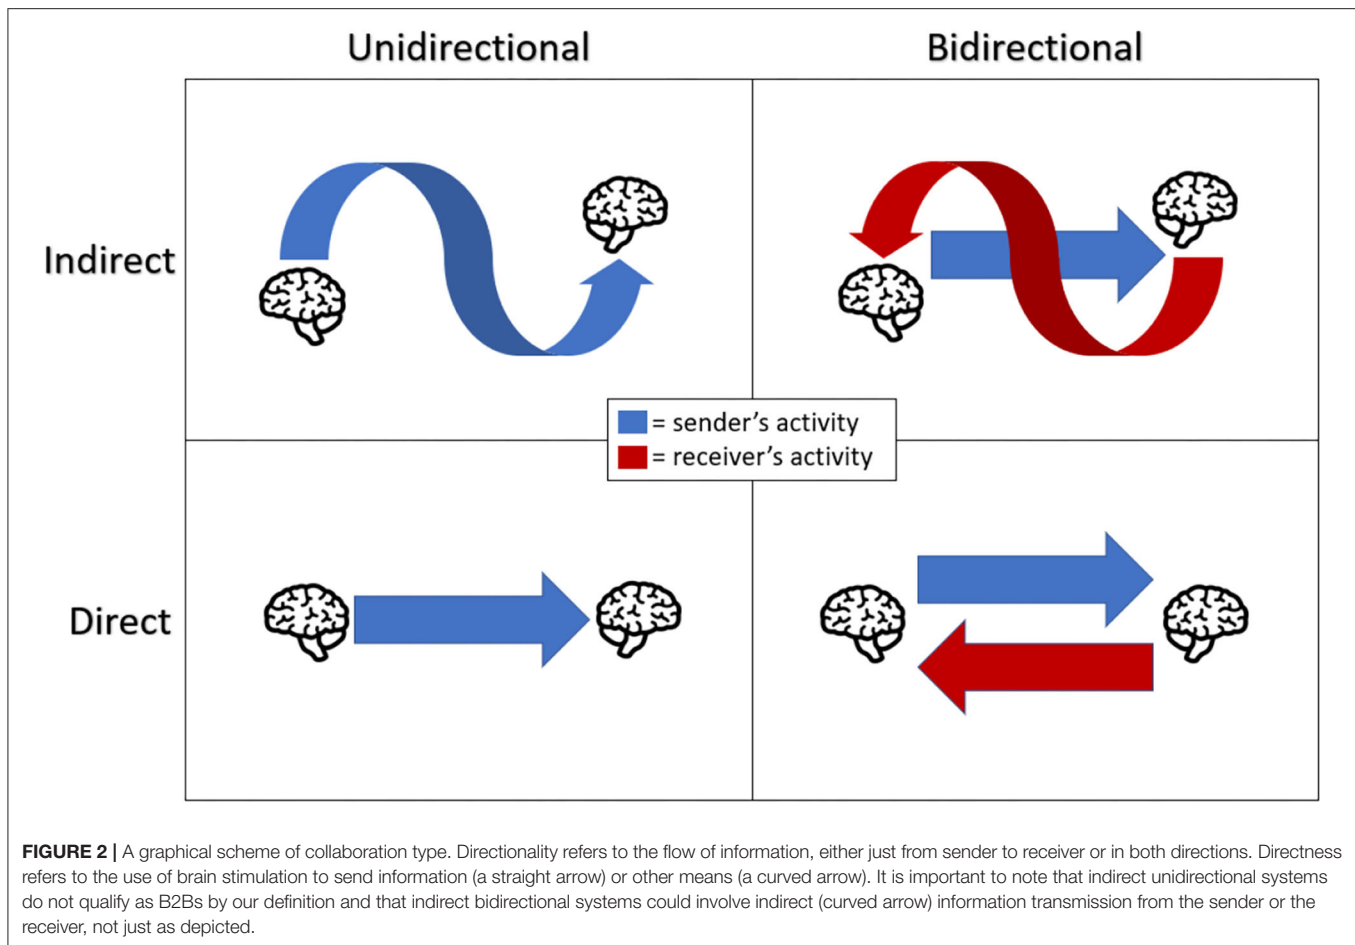 Unidirectional
Bidirectional
Indirect
= sender's activity
= receiver's activity
Direct
FIGURE 2 | A graphical scheme of collaboration type. Directionality refers to the flow of information, either just from sender to receiver or in both directions. Directness
refers to the use of brain stimulation to send information (a straight arrow) or other means (a curved arrow). It is important to note that indirect unidirectional systems
do not qualify as B2Bs by our definition and that indirect bidirectional systems could involve indirect (curved arrow) information transmission from the sender or the
receiver, not just as depicted.